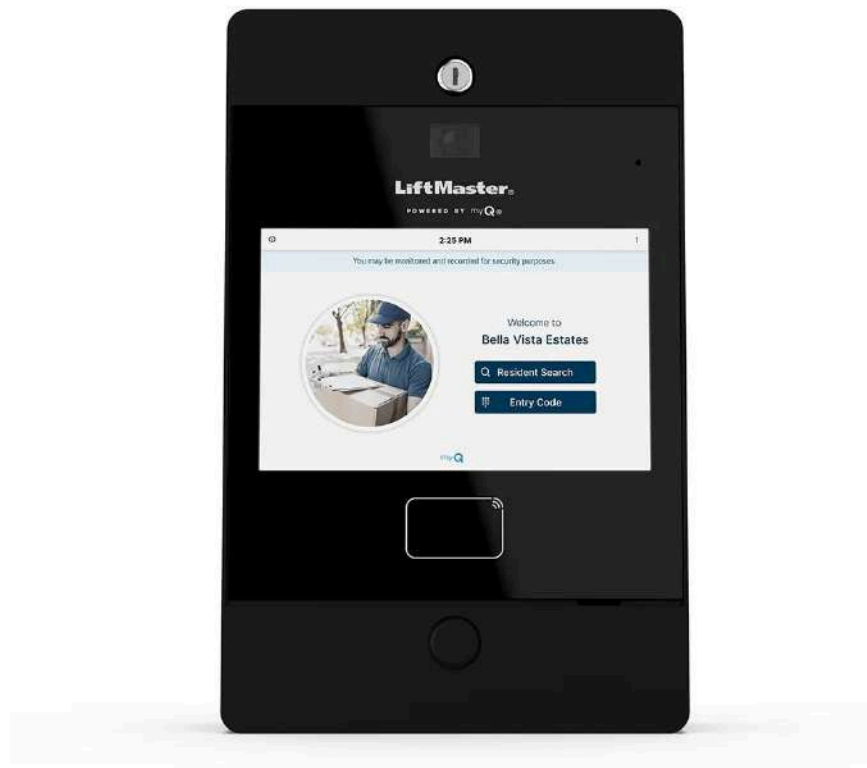 LiftMaster®
POWERED BY myQ®
2:25 PM
You may be monitored and recorded for security purposes
Welcome to
Bella Vista Estates
Resident Search
Entry Code
myQ